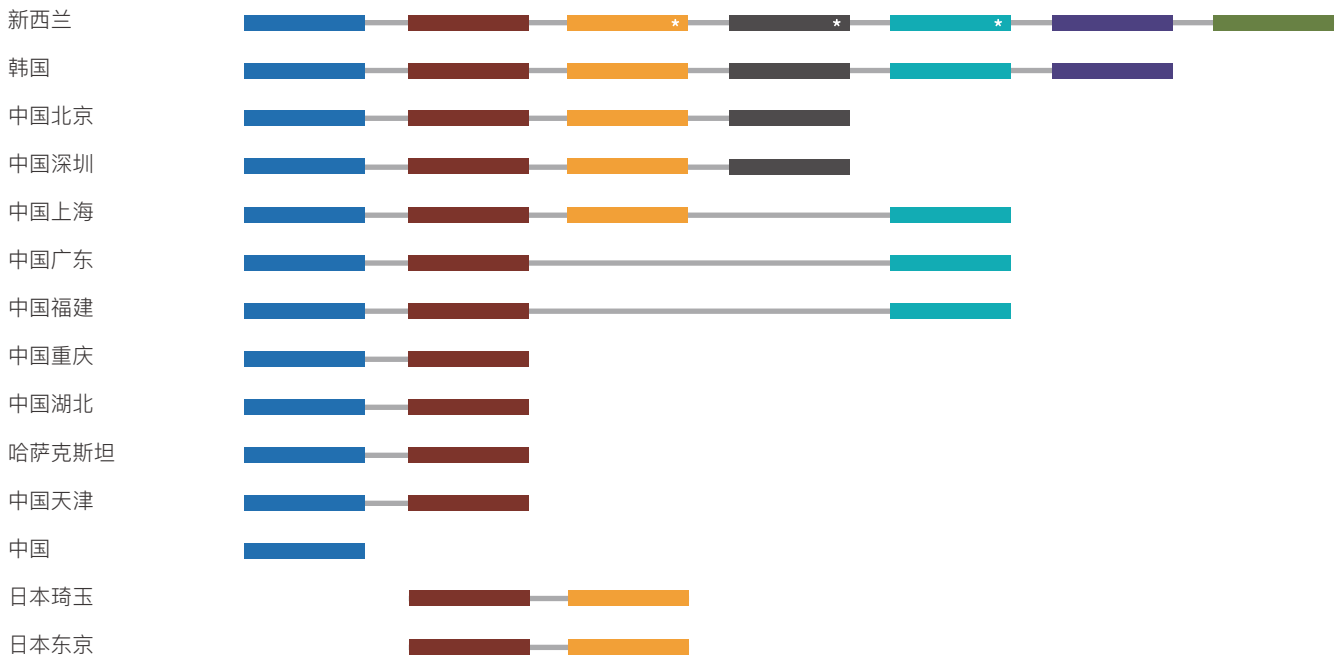 新西兰
* * *
韩国
中国北京
中国深圳
中国上海
中国广东
中国福建
中国重庆
中国湖北
哈萨克斯坦
中国天津
中国
日本琦玉
日本东京